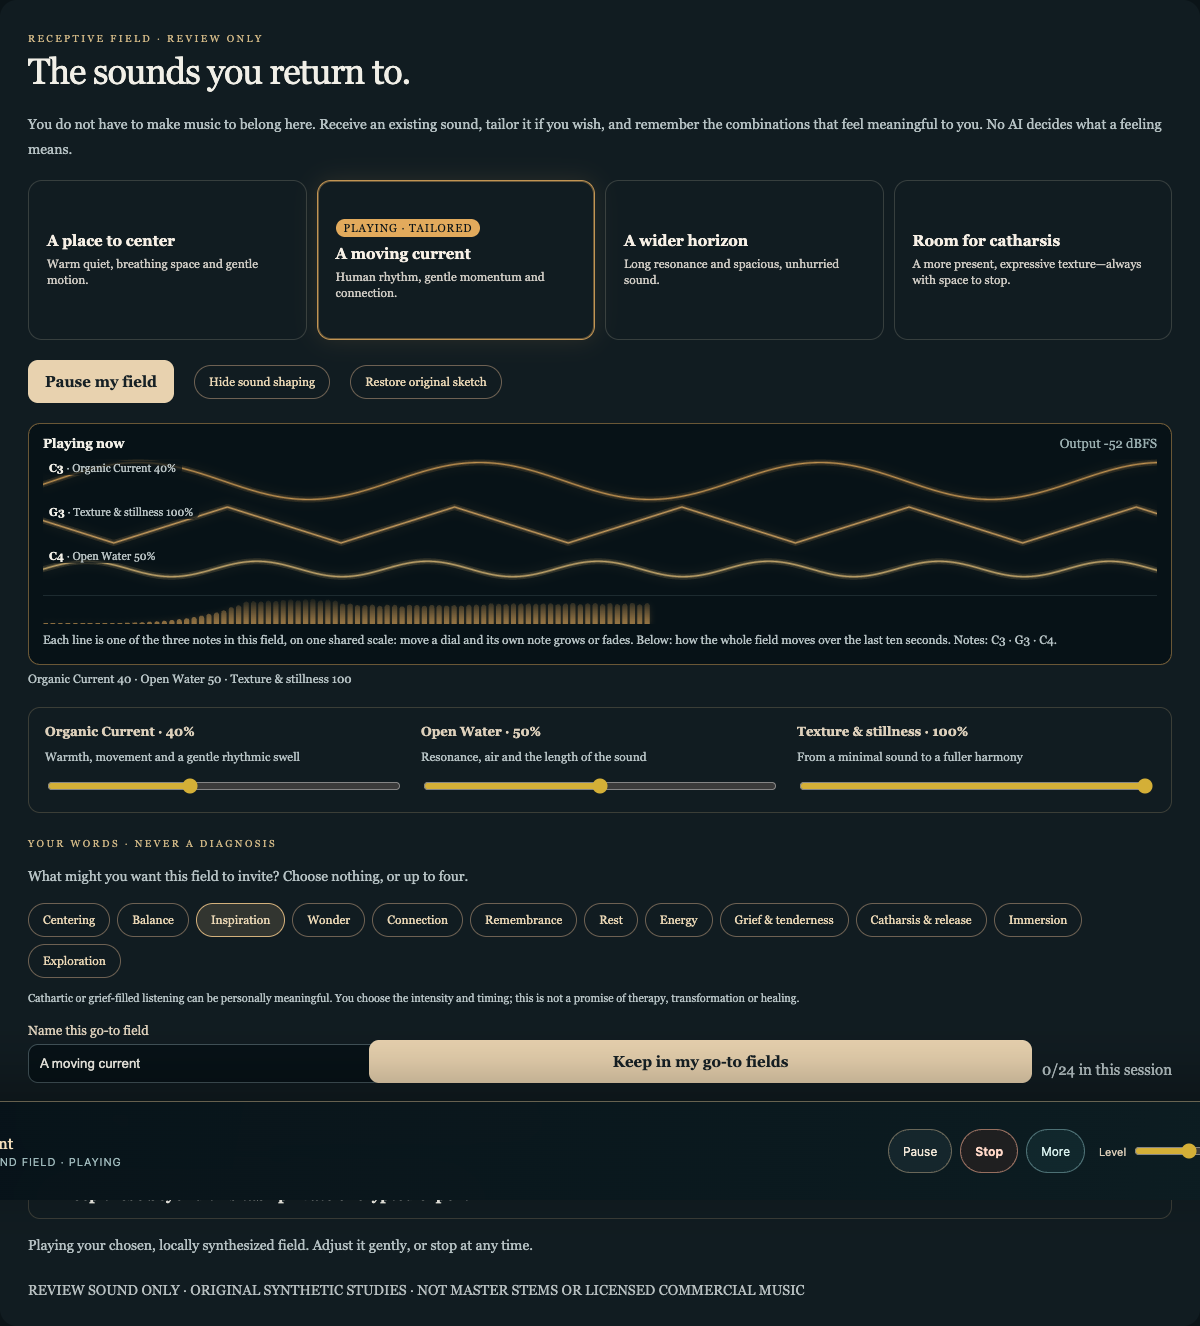 RECEPTIVE FIELD · REVIEW ONLY
The sounds you return to.
You do not have to make music to belong here. Receive an existing sound, tailor it if you wish, and remember the combinations that feel meaningful to you. No AI decides what a feeling
means.
A place to center
Warm quiet, breathing space and gentle
motion.
PLAYING · TAILORED
A moving current
Human rhythm, gentle momentum and
connection.
A wider horizon
Long resonance and spacious, unhurried
sound.
Room for catharsis
A more present, expressive texture—always
with space to stop.
Pause my field
Hide sound shaping
Restore original sketch
Playing now
Output -52 dBFS
C3 · Organic Current 40%
G3 · Texture & stillness 100%
C4 · Open Water 50%
Each line is one of the three notes in this field, on one shared scale: move a dial and its own note grows or fades. Below: how the whole field moves over the last ten seconds. Notes: C3 · G3 · C4.
Organic Current 40 · Open Water 50 · Texture & stillness 100
Organic Current · 40%
Warmth, movement and a gentle rhythmic swell
Open Water · 50%
Resonance, air and the length of the sound
Texture & stillness · 100%
From a minimal sound to a fuller harmony
YOUR WORDS · NEVER A DIAGNOSIS
What might you want this field to invite? Choose nothing, or up to four.
Centering
Balance
Inspiration
Wonder
Connection
Remembrance
Rest
Energy
Grief & tenderness
Catharsis & release
Immersion
Exploration
Cathartic or grief-filled listening can be personally meaningful. You choose the intensity and timing; this is not a promise of therapy, transformation or healing.
Name this go-to field
A moving current
Keep in my go-to fields
0/24 in this session
nt
ND FIELD · PLAYING
Pause
Stop
More
Level
Playing your chosen, locally synthesized field. Adjust it gently, or stop at any time.
REVIEW SOUND ONLY · ORIGINAL SYNTHETIC STUDIES · NOT MASTER STEMS OR LICENSED COMMERCIAL MUSIC